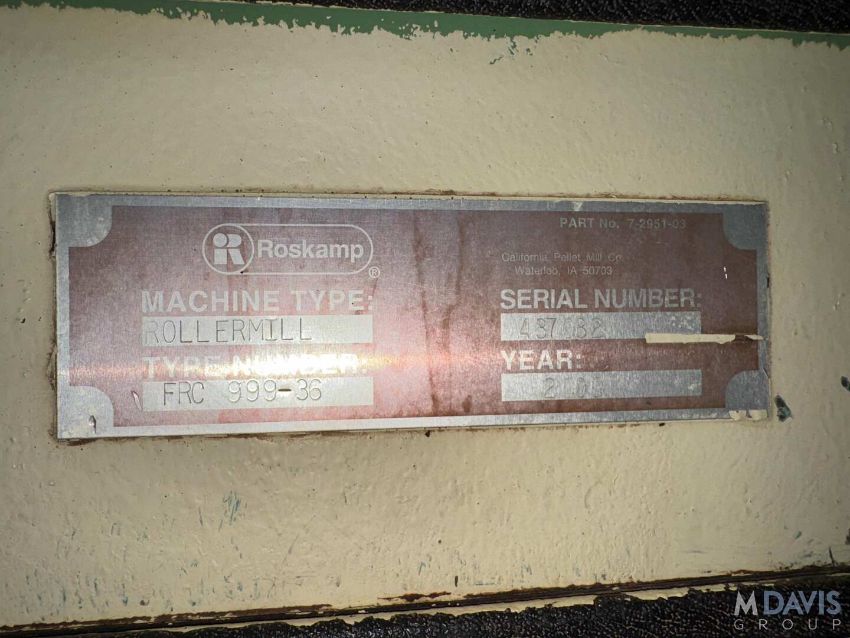 PART No. 7-2951-03
Roskamp
®
California Pellet Mill Co.
Waterloo, IA 50703
MACHINE TYPE:
ROLLERMILL
SERIAL NUMBER:
TYPE NUMBER:
FRC 999-36
YEAR:
M DAVIS
GROUP